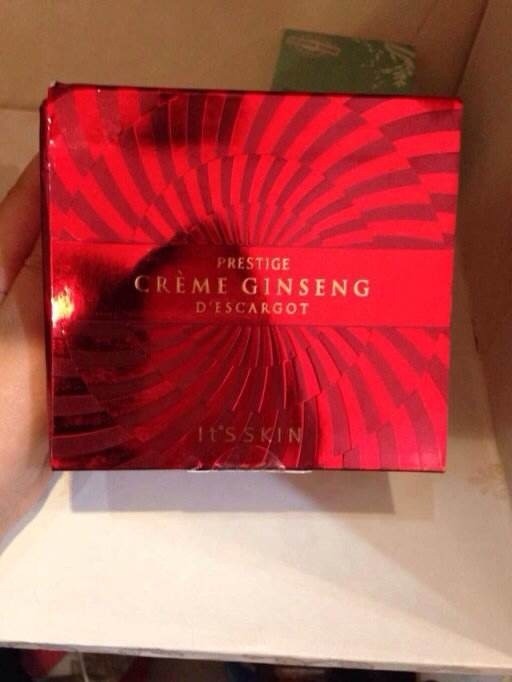 PRESTIGE
CRÈME GINSENG
D'ESCARGOT
It'S SKIN